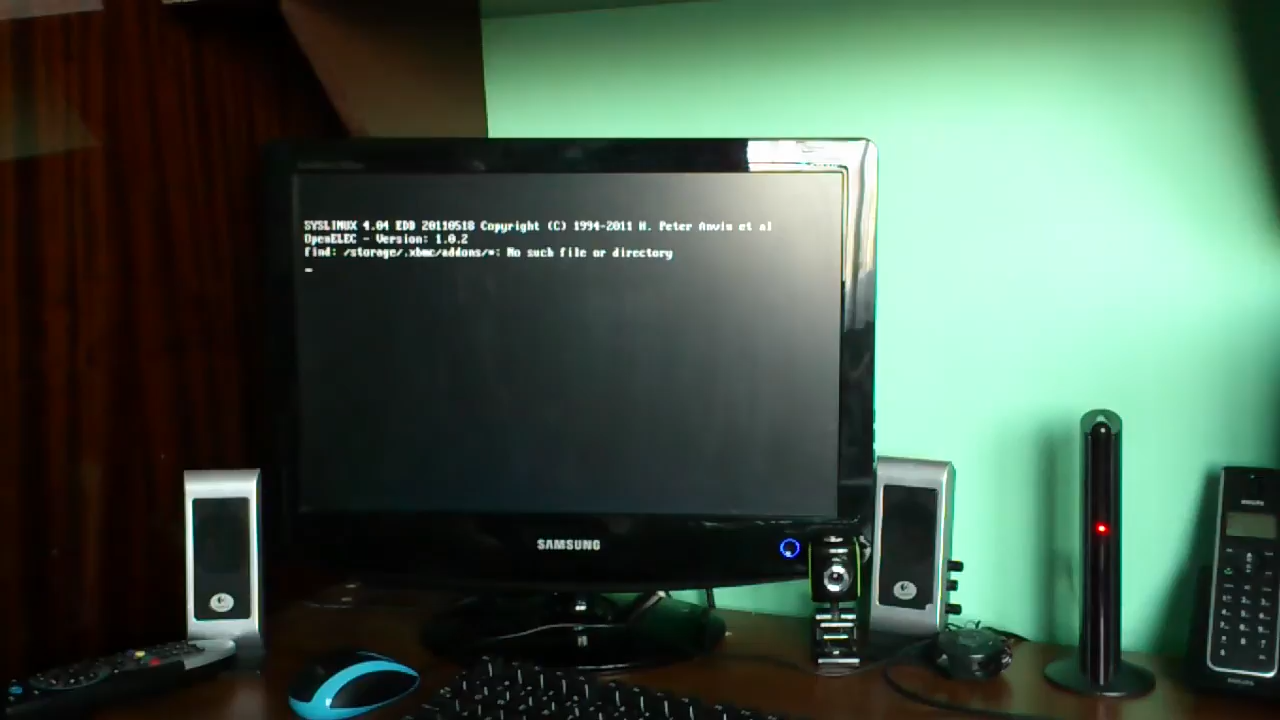 SYSLINUX 4.04 EDD 20110518 Copyright (C) 1994-2011 H. Peter Anvin et al
OpenELEC - Version: 1.0.2
find: /storage/.xbmc/addons/*: No such file or directory
SAMSUNG
PHILIPS